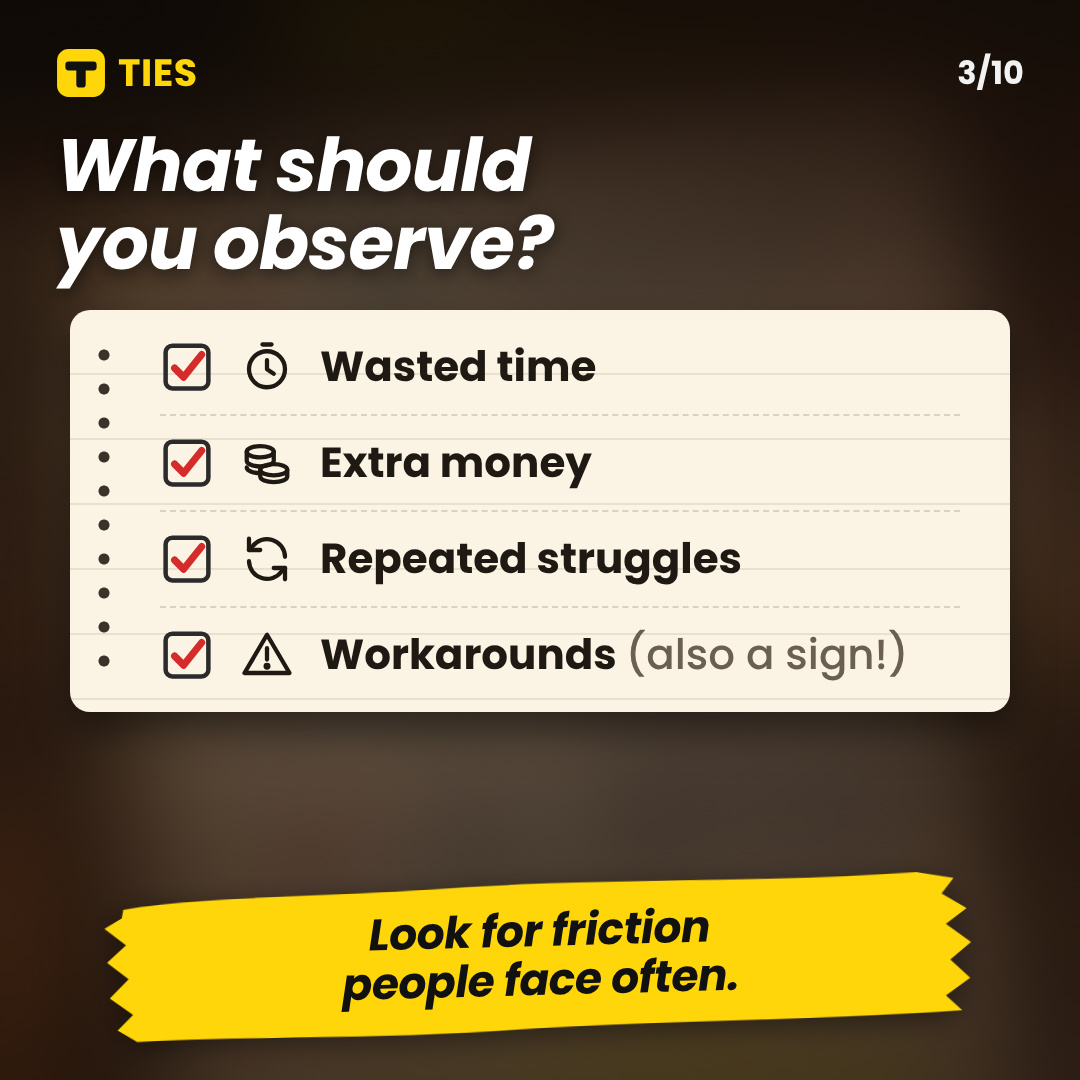 TIES
3/10
What should
you observe?
Wasted time
Extra money
Repeated struggles
Workarounds (also a sign!)
Look for friction
people face often.